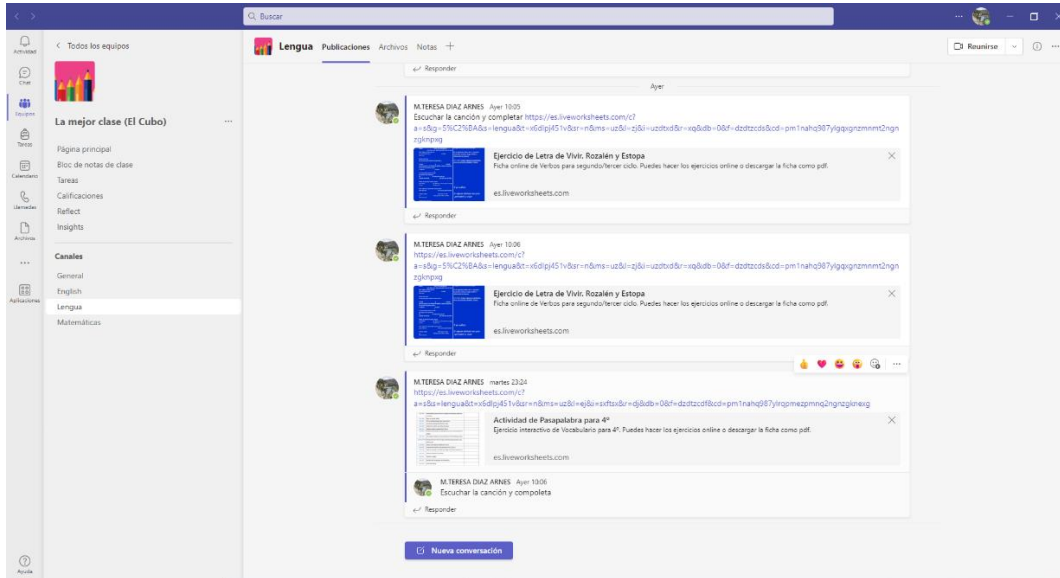 Buscar
Actividad
Chat
Equipos
Tareas
Calendario
Llamadas
Archivos
Aplicaciones
Ayuda
Todos los equipos
La mejor clase (El Cubo)
Página principal
Bloc de notas de clase
Tareas
Calificaciones
Reflect
Insights
Canales
General
English
Lengua
Matemáticas
Lengua Publicaciones Archivos Notas
Reunirse
Responder
Ayer
M.TERESA DIAZ ARNES Ayer 10:05
Escuchar la canción y completar https://es.liveworksheets.com/c?
Ejercicio de Letra de Vivir. Rozalén y Estopa
Ficha online de Verbos para segundo/tercer ciclo. Puedes hacer los ejercicios online o descargar la ficha como pdf.
es.liveworksheets.com
Responder
M.TERESA DIAZ ARNES Ayer 10:06
https://es.liveworksheets.com/c?
Ejercicio de Letra de Vivir. Rozalén y Estopa
Ficha online de Verbos para segundo/tercer ciclo. Puedes hacer los ejercicios online o descargar la ficha como pdf.
es.liveworksheets.com
Responder
M.TERESA DIAZ ARNES martes 23:24
https://es.liveworksheets.com/c?
Actividad de Pasapalabra para 4º
Ejercicio interactivo de Vocabulario para 4º. Puedes hacer los ejercicios online o descargar la ficha como pdf.
es.liveworksheets.com
M.TERESA DIAZ ARNES Ayer 10:06
Escuchar la canción y compoleta
Responder
Nueva conversación